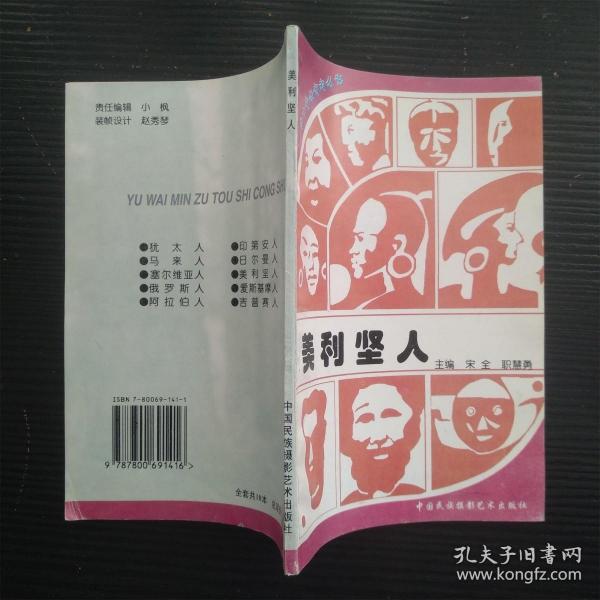 责任编辑 小 枫
装帧设计 赵秀琴
YU WAI MIN ZU TOU SHI CONG SHU
●犹太人
●马来人
●塞尔维亚人
●俄罗斯人
●阿拉伯人
●印第安人
●日尔曼人
●美利坚人
●爱斯基摩人
●吉普赛人
ISBN 7-80069-141-1
9 787800 691416 >
全套共10本
美利坚人
中国民族摄影艺术出版社
美利坚人
主编 宋全 职慧勇
中国民族摄影艺术出版社
孔夫子旧书网
www.kongfz.com